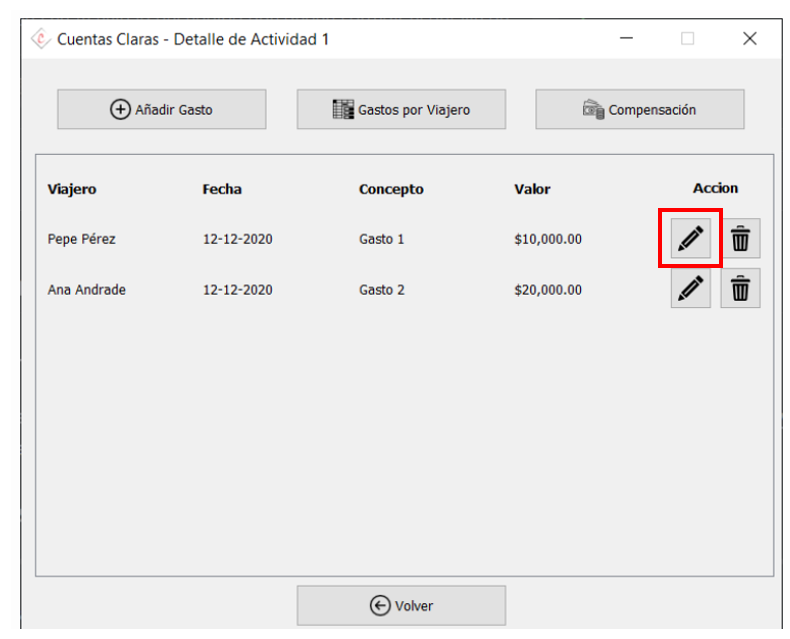 Cuentas Claras - Detalle de Actividad 1
Añadir Gasto Gastos por Viajero Compensación
Viajero Fecha Concepto Valor Accion
Pepe Pérez 12-12-2020 Gasto 1 $10,000.00
Ana Andrade 12-12-2020 Gasto 2 $20,000.00
Volver